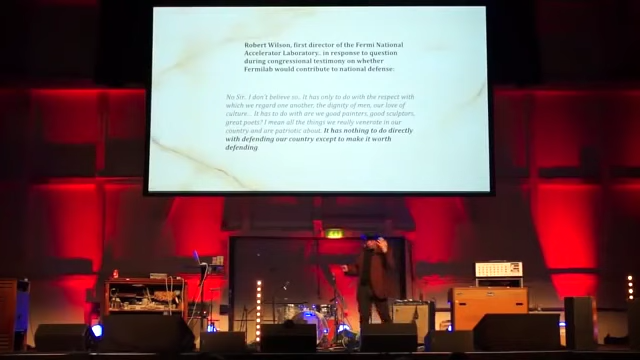 Robert Wilson, first director of the Fermi National
Accelerator Laboratory.. in response to question
during congressional testimony on whether
Fermilab would contribute to national defense:
No Sir.. I don't believe so.. It has only to do with the respect with
which we regard one another, the dignity of men, our love of
culture... It has to do with are we good painters, good sculptors,
great poets? I mean all the things we really venerate in our
country and are patriotic about. It has nothing to do directly
with defending our country except to make it worth
defending